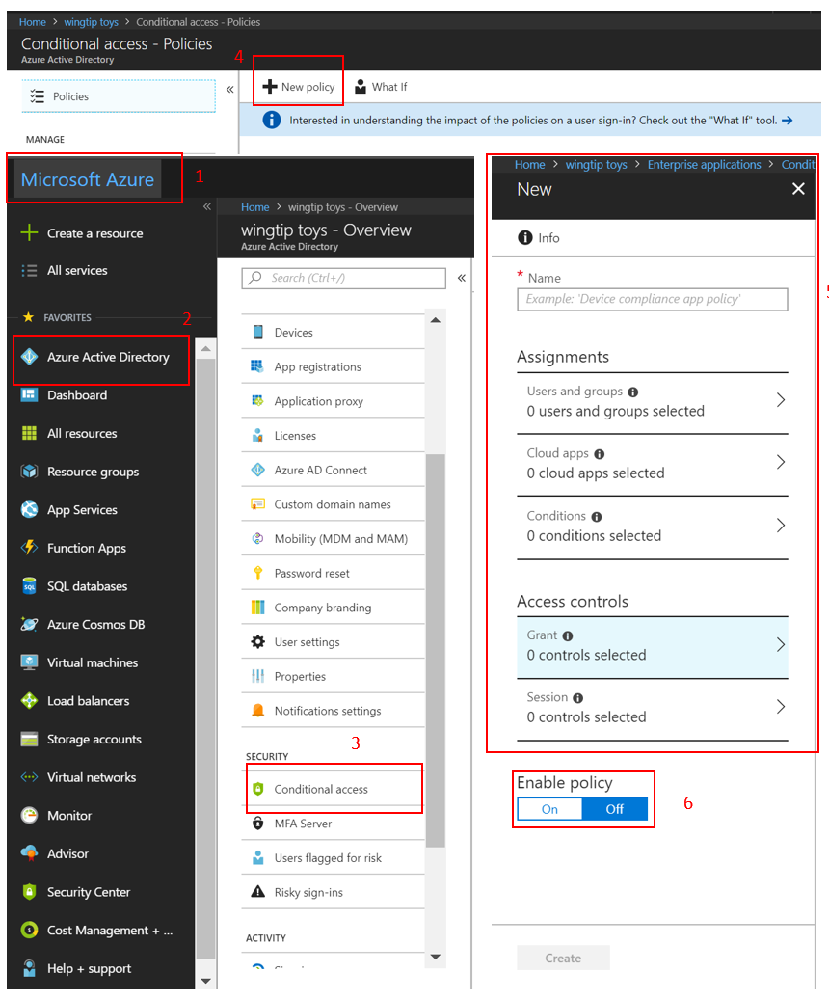 Home > wingtip toys > Conditional access - Policies
Conditional access - Policies
Azure Active Directory
4
Policies
«
New policy
What If
Interested in understanding the impact of the policies on a user sign-in? Check out the "What If" tool. →
MANAGE
Microsoft Azure
1
«
Create a resource
All services
FAVORITES
2
Azure Active Directory
Dashboard
All resources
Resource groups
App Services
Function Apps
SQL databases
Azure Cosmos DB
Virtual machines
Load balancers
Storage accounts
Virtual networks
Monitor
Advisor
Security Center
Cost Management + ...
Help + support
Home > wingtip toys - Overview
wingtip toys - Overview
Azure Active Directory
Search (Ctrl+/)
«
Devices
App registrations
Application proxy
Licenses
Azure AD Connect
Custom domain names
Mobility (MDM and MAM)
Password reset
Company branding
User settings
Properties
Notifications settings
3
SECURITY
Conditional access
MFA Server
Users flagged for risk
Risky sign-ins
ACTIVITY
Home > wingtip toys > Enterprise applications > Condit
New
Info
* Name
Example: 'Device compliance app policy'
5
Assignments
Users and groups
0 users and groups selected
Cloud apps
0 cloud apps selected
Conditions
0 conditions selected
Access controls
Grant
0 controls selected
Session
0 controls selected
Enable policy
On Off
6
Create